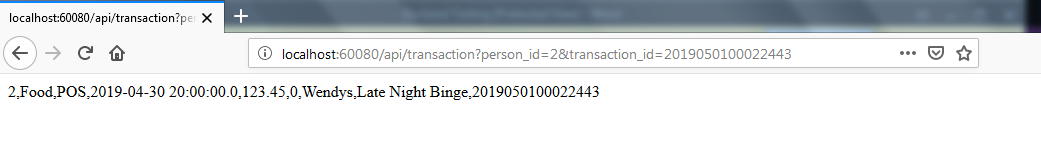 localhost:60080/api/transaction?pe
localhost:60080/api/transaction?person_id=2&transaction_id=2019050100022443
2,Food,POS,2019-04-30 20:00:00.0,123.45,0,Wendys,Late Night Binge,2019050100022443